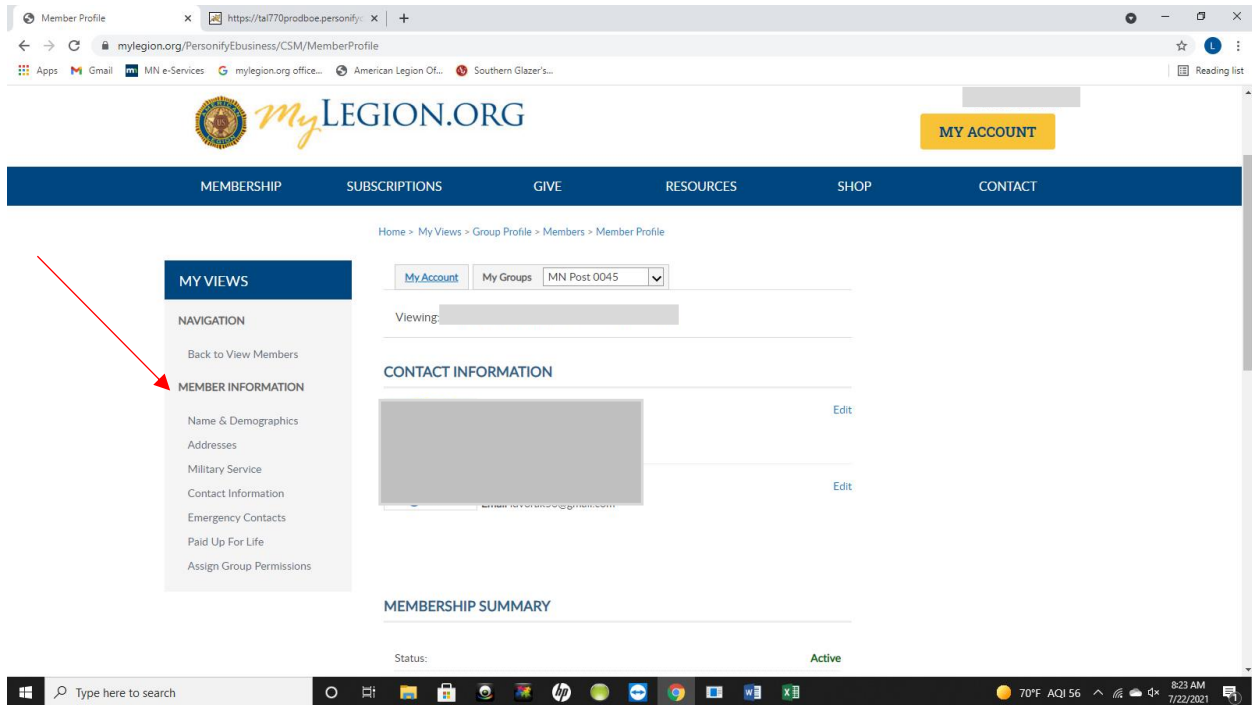 Member Profile
https://tal770prodboe.personify
mylegion.org/PersonifyEbusiness/CSM/MemberProfile
L
Apps Gmail MN e-Services mylegion.org office... American Legion Of... Southern Glazer's... Reading list
My LEGION.ORG
MY ACCOUNT
MEMBERSHIP SUBSCRIPTIONS GIVE RESOURCES SHOP CONTACT
Home > My Views > Group Profile > Members > Member Profile
MY VIEWS
My Account My Groups MN Post 0045
NAVIGATION
Viewing:
Back to View Members
MEMBER INFORMATION
CONTACT INFORMATION
Edit
Name & Demographics
Addresses
Military Service
Contact Information
Edit
Emergency Contacts
Paid Up For Life
Assign Group Permissions
MEMBERSHIP SUMMARY
Status: Active
Type here to search
70°F AQI 56
8:23 AM
7/22/2021